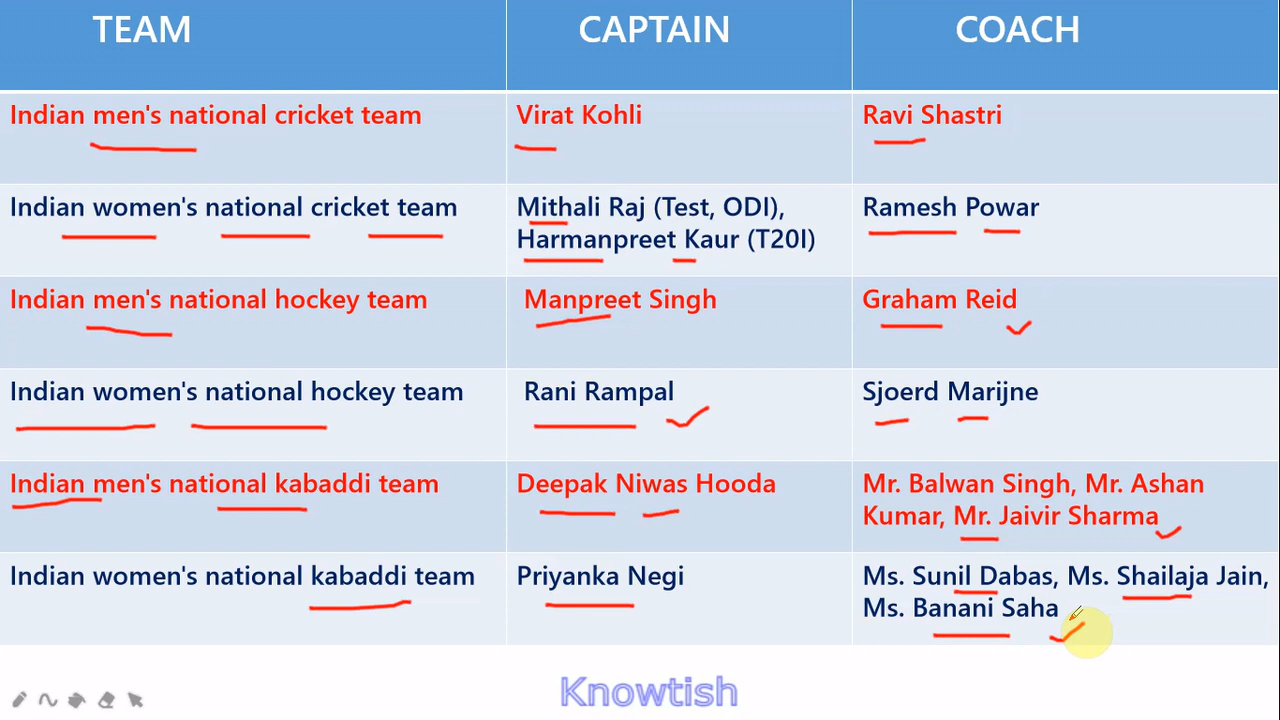 TEAM CAPTAIN COACH
Indian men's national cricket team Virat Kohli Ravi Shastri
Indian women's national cricket team Mithali Raj (Test, ODI), Ramesh Powar
Harmanpreet Kaur (T20I)
Indian men's national hockey team Manpreet Singh Graham Reid
Indian women's national hockey team Rani Rampal Sjoerd Marijne
Indian men's national kabaddi team Deepak Niwas Hooda Mr. Balwan Singh, Mr. Ashan
Kumar, Mr. Jaivir Sharma
Indian women's national kabaddi team Priyanka Negi Ms. Sunil Dabas, Ms. Shailaja Jain,
Ms. Banani Saha
Knowtish